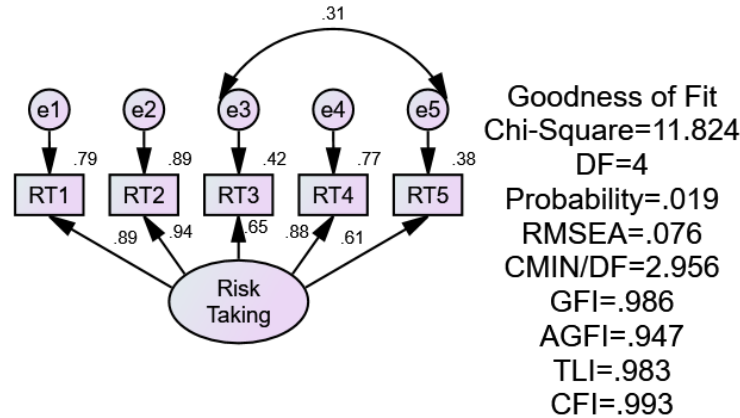 .31
e1 e2 e3 e4 e5
.79 .89 .42 .77 .38
RT1 RT2 RT3 RT4 RT5
.89 .94 .65 .88 .61
Risk
Taking
Goodness of Fit
Chi-Square=11.824
DF=4
Probability=.019
RMSEA=.076
CMIN/DF=2.956
GFI=.986
AGFI=.947
TLI=.983
CFI=.993